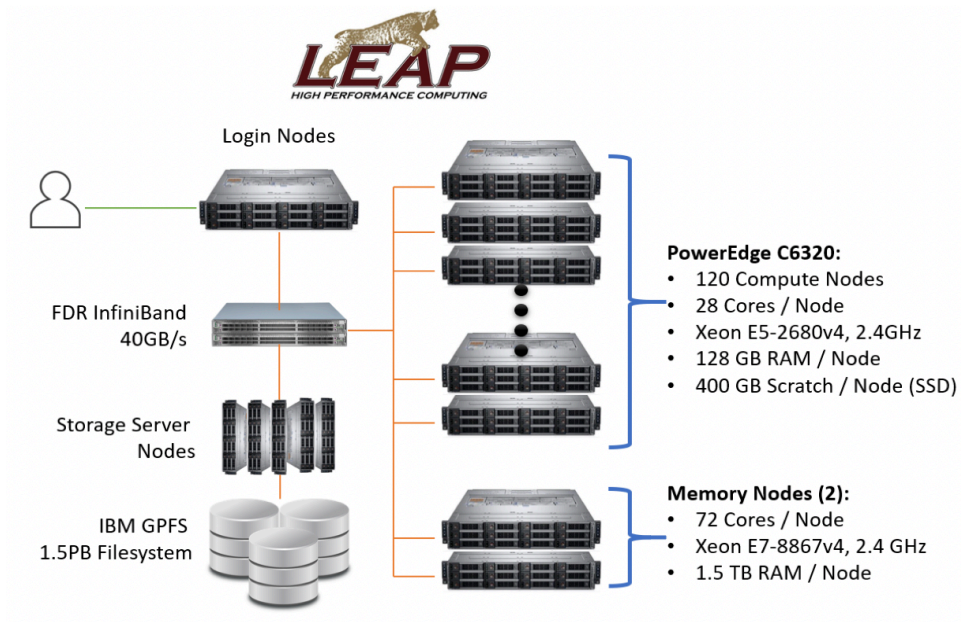 LEAP
HIGH PERFORMANCE COMPUTING
Login Nodes
FDR InfiniBand
40GB/s
Storage Server
Nodes
IBM GPFS
1.5PB Filesystem
PowerEdge C6320:
• 120 Compute Nodes
• 28 Cores / Node
• Xeon E5-2680v4, 2.4GHz
• 128 GB RAM / Node
• 400 GB Scratch / Node (SSD)
Memory Nodes (2):
• 72 Cores / Node
• Xeon E7-8867v4, 2.4 GHz
• 1.5 TB RAM / Node